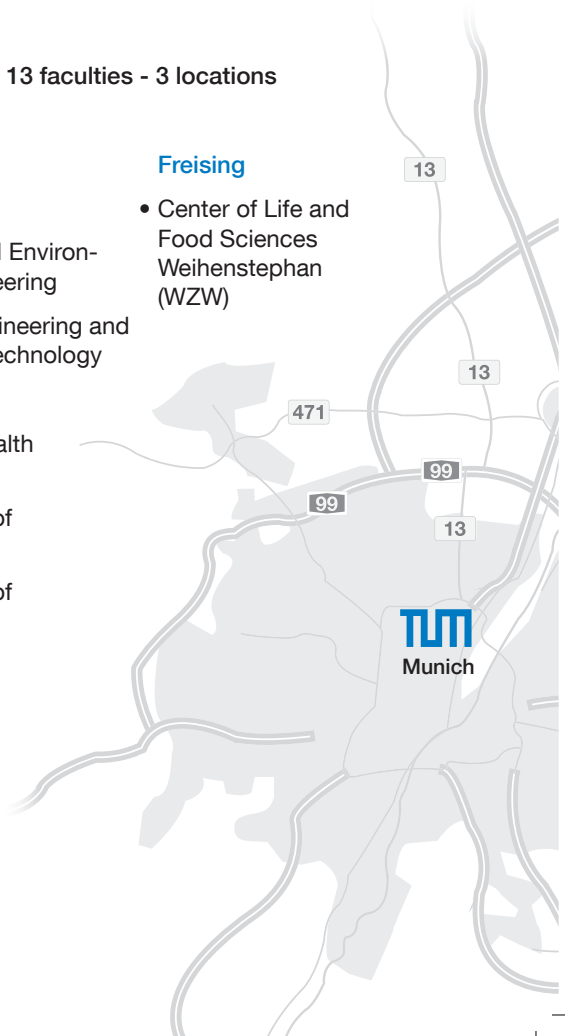 13 faculties - 3 locations
Freising
• Center of Life and
Food Sciences
Weihenstephan
(WZW)
Environ-
eering
ineering and
echnology
alth
of
of
13
13
471
99
99
13
TUM
Munich